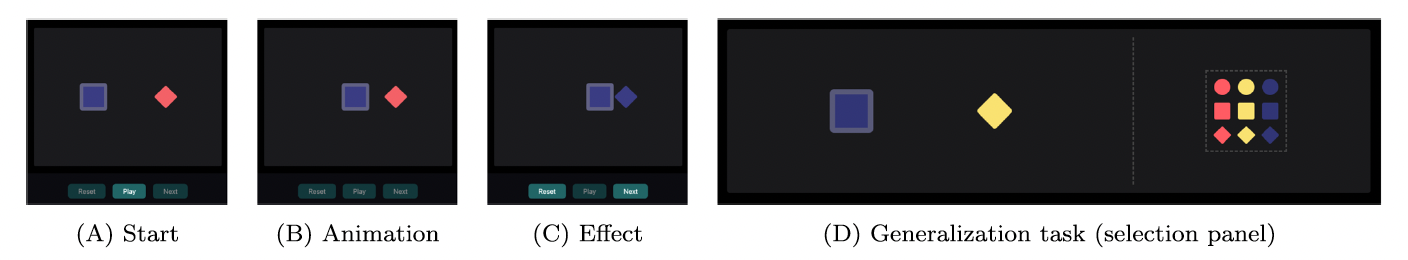 Reset Play Next
Reset Play Next
Reset Play Next
(A) Start
(B) Animation
(C) Effect
(D) Generalization task (selection panel)